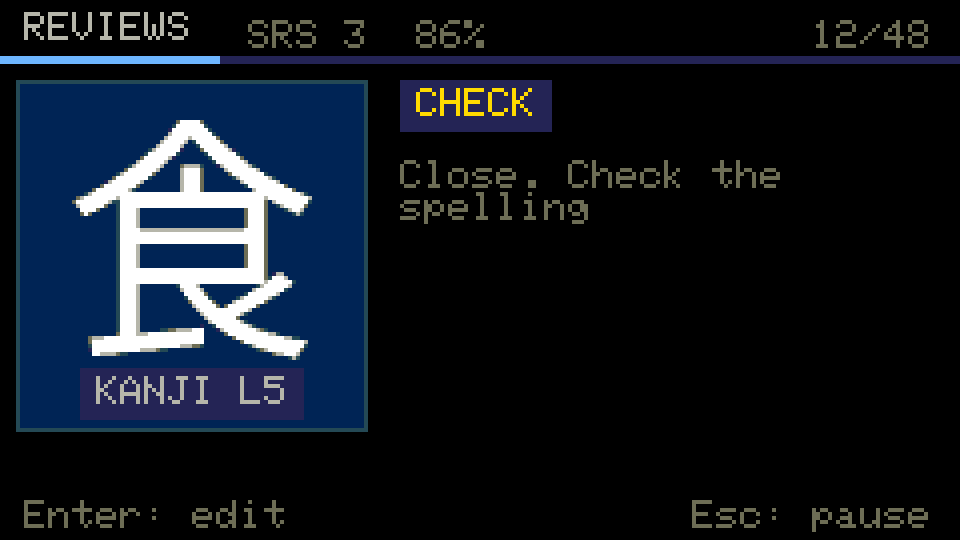 REVIEWS SRS 3 86% 12/48
食
KANJI L5
CHECK
Close. Check the
spelling
Enter: edit Esc: pause